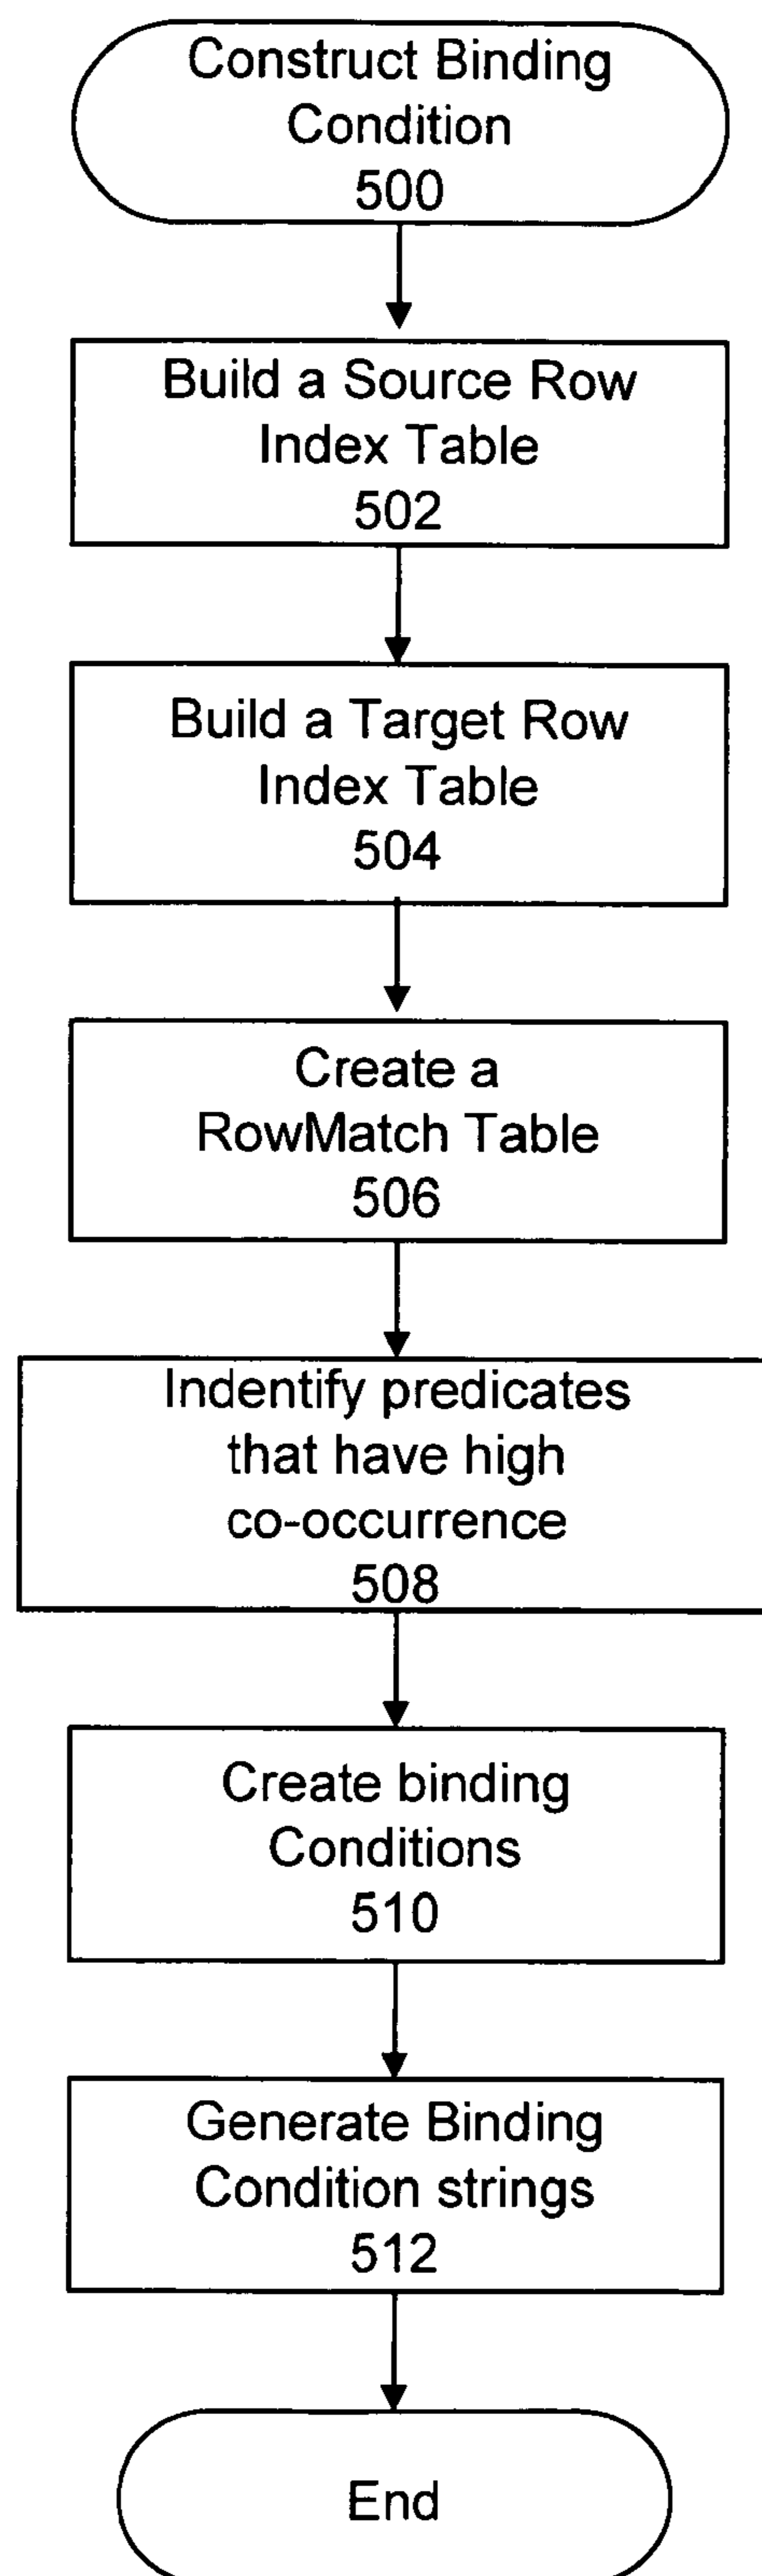 Construct Binding
Condition
500
Build a Source Row
Index Table
502
Build a Target Row
Index Table
504
Create a
RowMatch Table
506
Indentify predicates
that have high
co-occurrence
508
Create binding
Conditions
510
Generate Binding
Condition strings
512
End